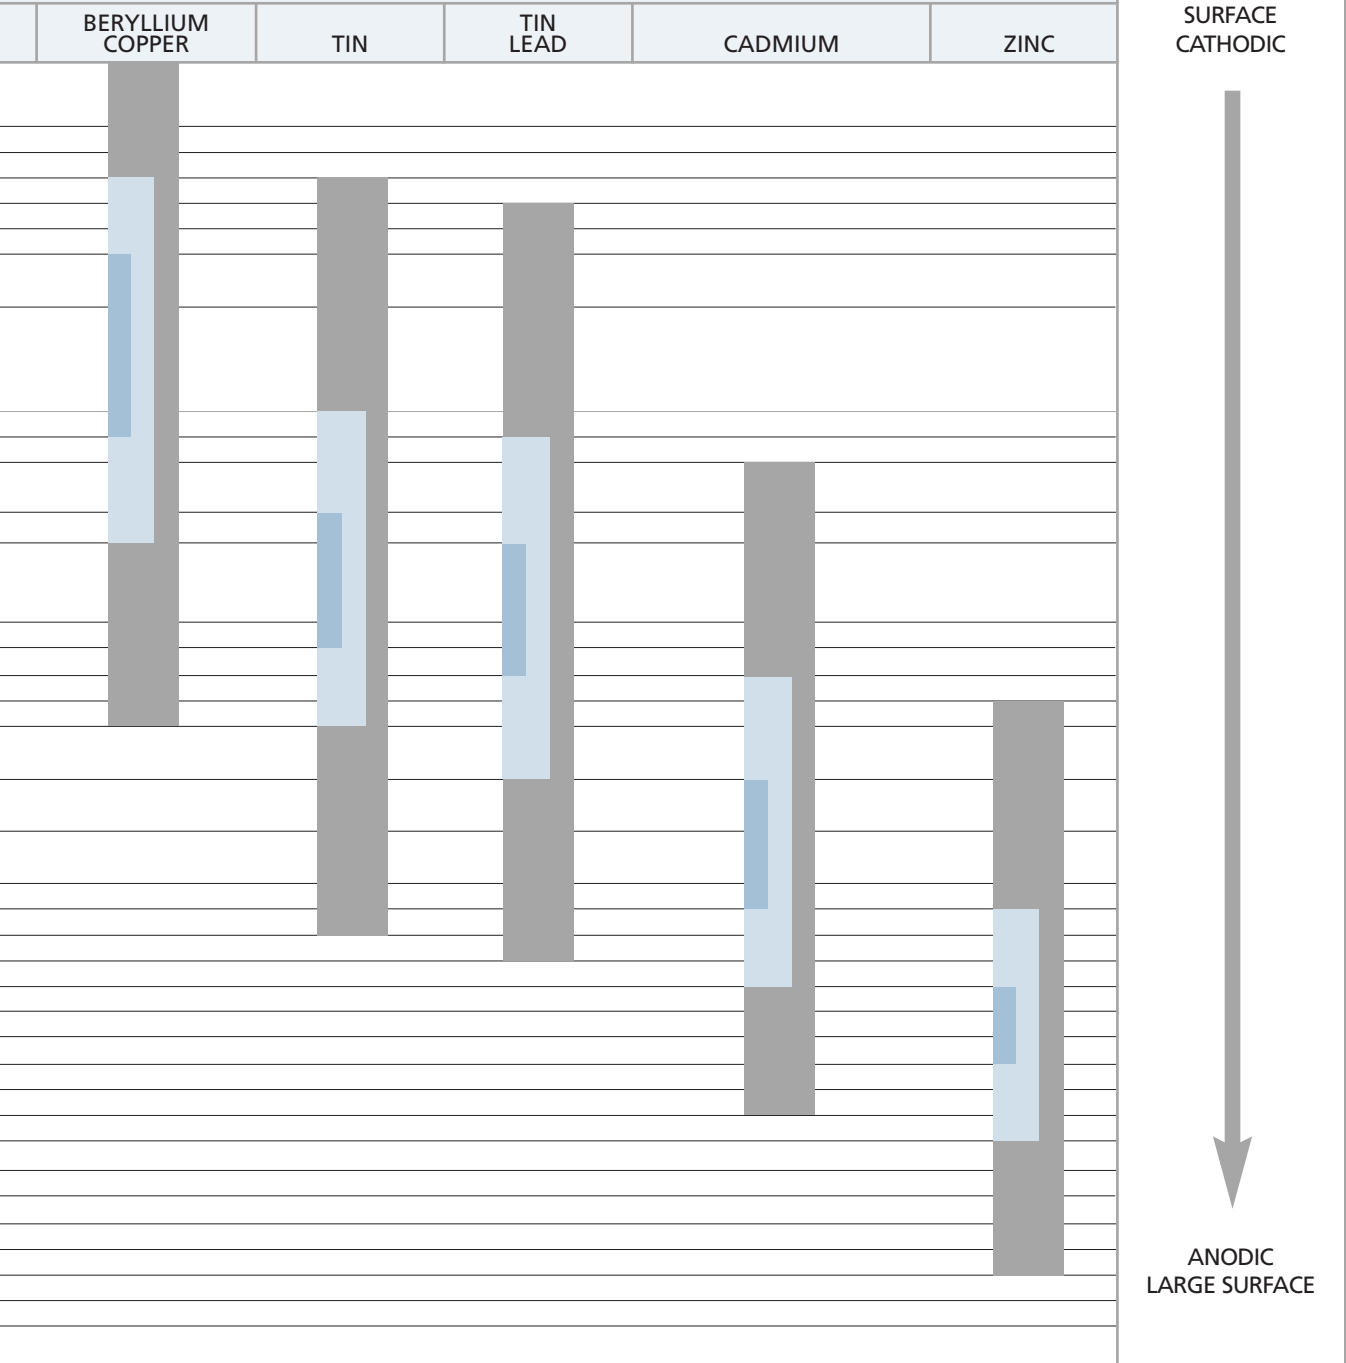 BERYLLIUM
COPPER
TIN
TIN
LEAD
CADMIUM
ZINC
SURFACE
CATHODIC
ANODIC
LARGE SURFACE